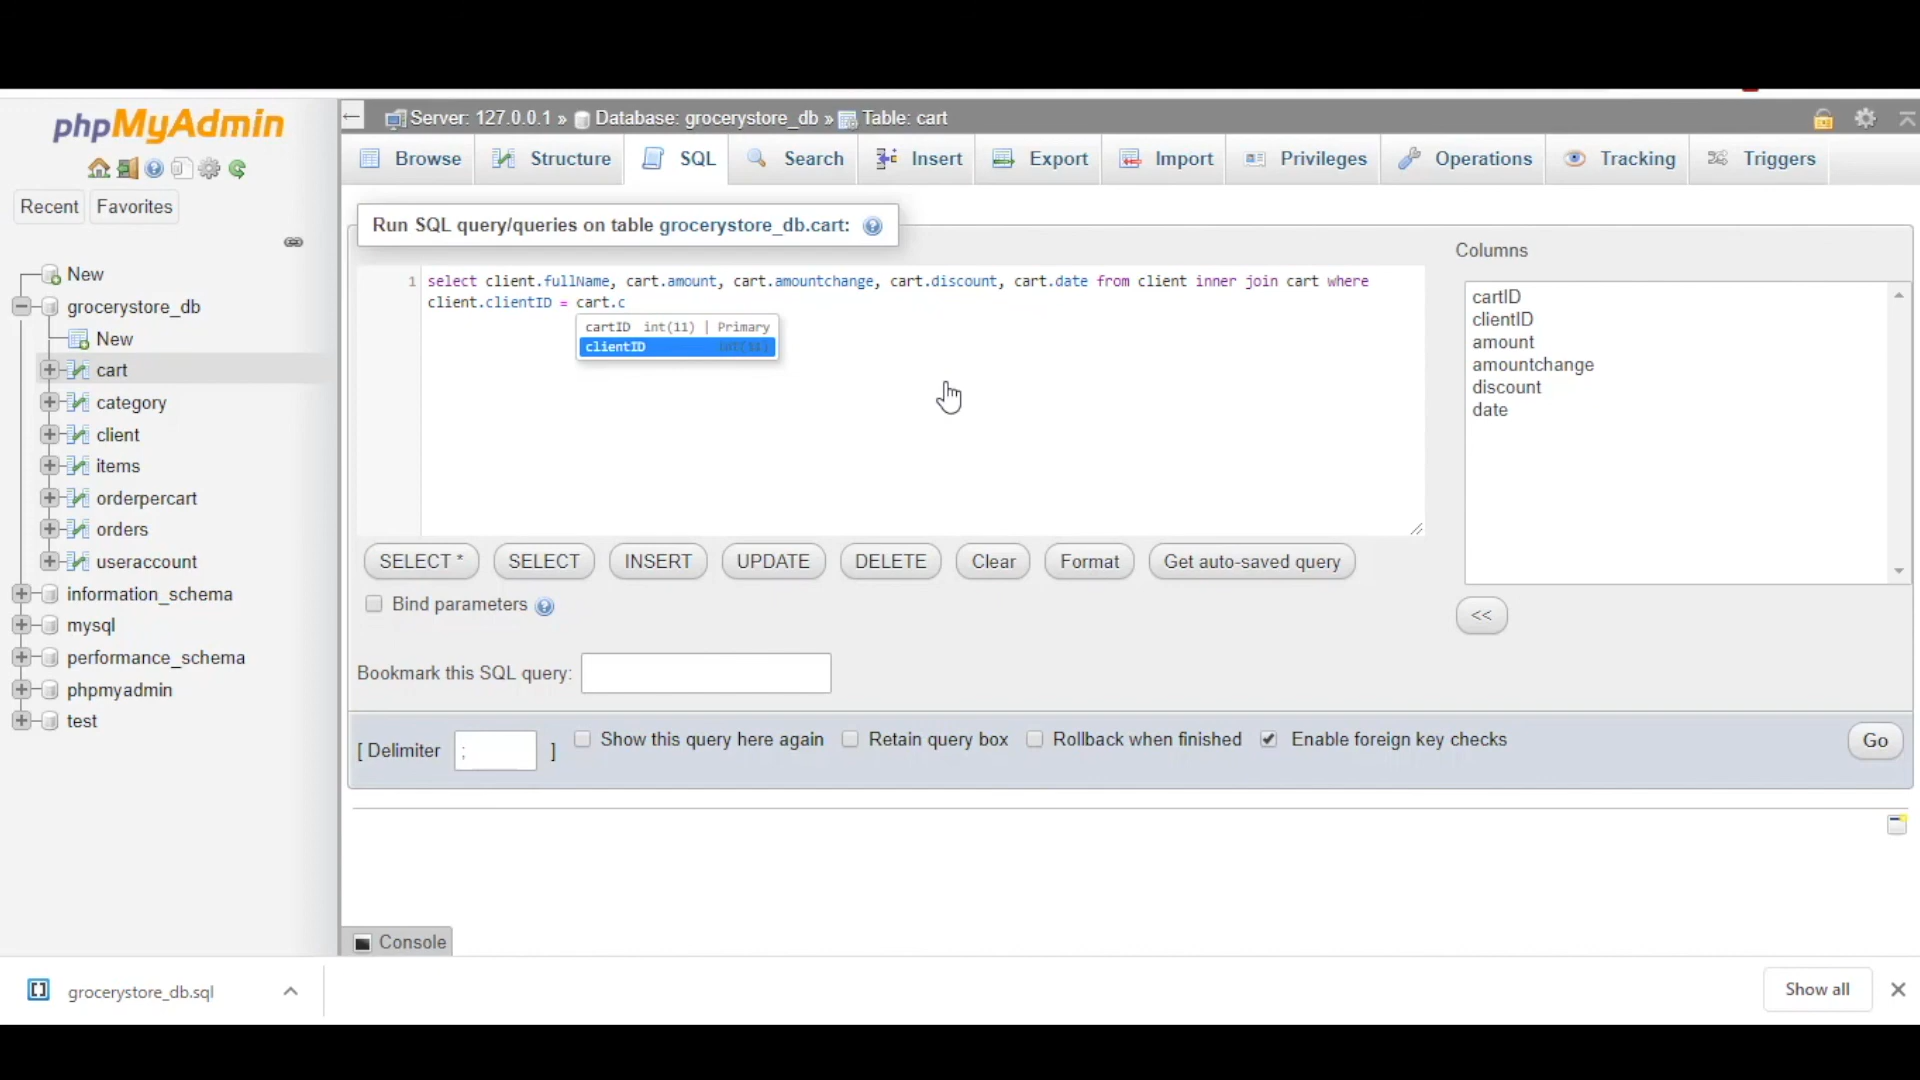 phpMyAdmin
Recent
Favorites
New
grocerystore_db
New
cart
category
client
items
orderpercart
orders
useraccount
information_schema
mysql
performance_schema
phpmyadmin
test
Server: 127.0.0.1 » Database: grocerystore_db » Table: cart
Browse
Structure
SQL
Search
Insert
Export
Import
Privileges
Operations
Tracking
Triggers
Run SQL query/queries on table grocerystore_db.cart:
1
select client.fullName, cart.amount, cart.amountchange, cart.discount, cart.date from client inner join cart where
client.clientID = cart.c
cartID int(11) | Primary
clientID int(11)
Columns
cartID
clientID
amount
amountchange
discount
date
<<
SELECT *
SELECT
INSERT
UPDATE
DELETE
Clear
Format
Get auto-saved query
Bind parameters
Bookmark this SQL query:
[ Delimiter ; ]
Show this query here again
Retain query box
Rollback when finished
Enable foreign key checks
Go
Console
grocerystore_db.sql
Show all